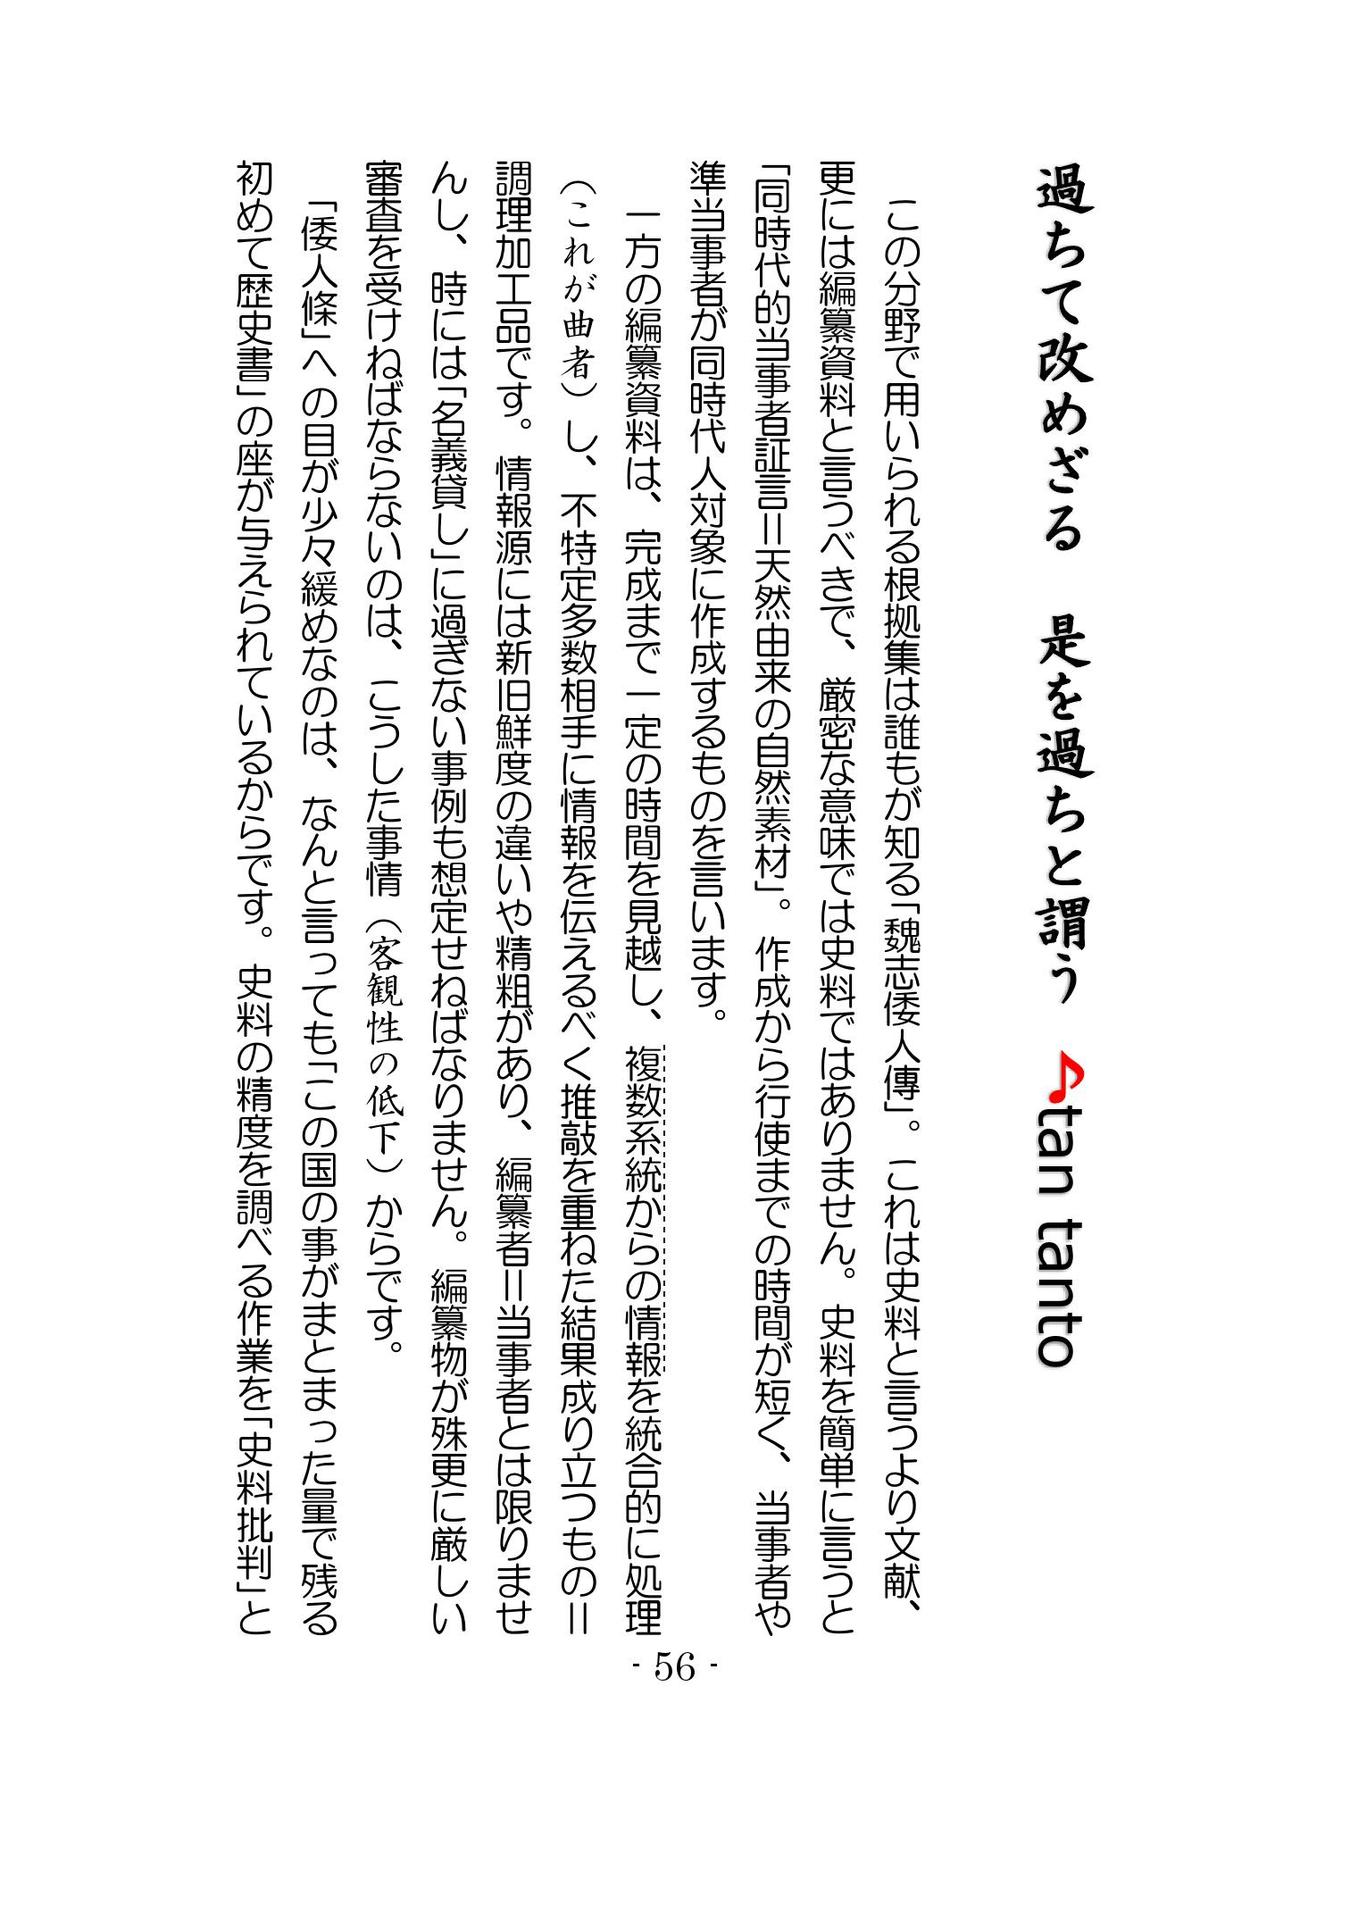 過ちて改めざる　是を過ちと謂う　♪tan tanto
　この分野で用いられる根拠集は誰もが知る「魏志倭人傳」。これは史料と言うより文献、
更には編纂資料と言うべきで、厳密な意味では史料ではありません。史料を簡単に言うと
「同時代的当事者証言＝天然由来の自然素材」。作成から行使までの時間が短く、当事者や
準当事者が同時代人対象に作成するものを言います。
　一方の編纂資料は、完成まで一定の時間を見越し、複数系統からの情報を統合的に処理
（これが曲者）し、不特定多数相手に情報を伝えるべく推敲を重ねた結果成り立つもの＝
調理加工品です。情報源には新旧鮮度の違いや精粗があり、編纂者＝当事者とは限りませ
んし、時には「名義貸し」に過ぎない事例も想定せねばなりません。編纂物が殊更に厳しい
審査を受けねばならないのは、こうした事情（客観性の低下）からです。
　「倭人條」への目が少々緩めなのは、なんと言っても「この国の事がまとまった量で残る
初めて歴史書」の座が与えられているからです。史料の精度を調べる作業を「史料批判」と
- 56 -